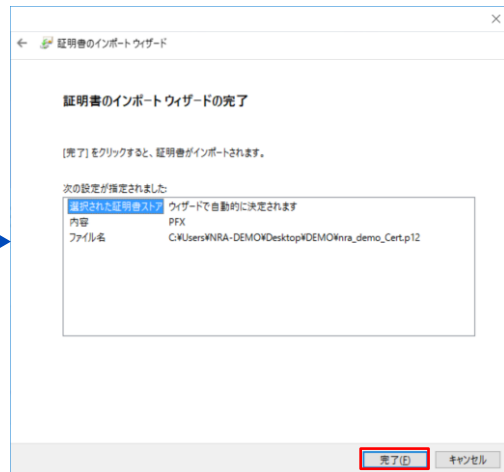 証明書のインポート ウィザード
証明書のインポート ウィザードの完了
[完了] をクリックすると、証明書がインポートされます。
次の設定が指定されました:
選択された証明書ストア ウィザードで自動的に決定されます
内容 PFX
ファイル名 C:¥Users¥NRA-DEMO¥Desktop¥DEMO¥nra_demo_Cert.p12
完了(F) キャンセル